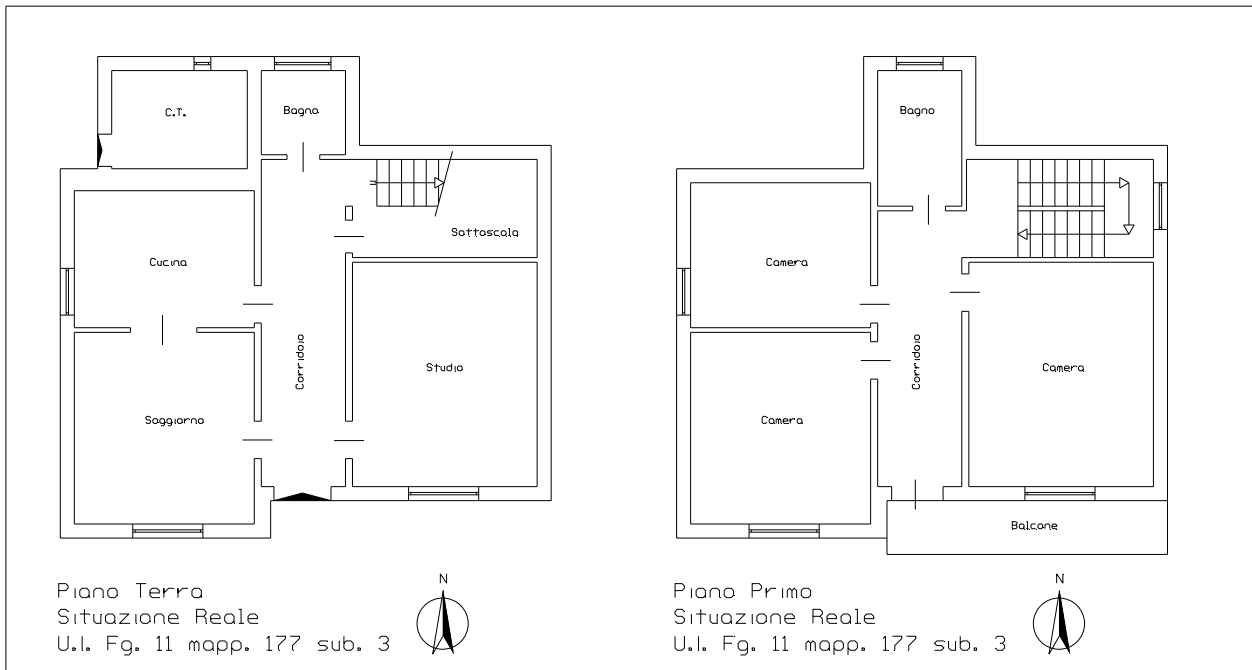 C.T.
Bagno
Sottoscala
Cucina
Corridoio
Studio
Soggiorno
Piano Terra
Situazione Reale
U.I. Fg. 11 mapp. 177 sub. 3
N
Bagno
Camera
Corridoio
Camera
Camera
Balcone
Piano Primo
Situazione Reale
U.I. Fg. 11 mapp. 177 sub. 3
N